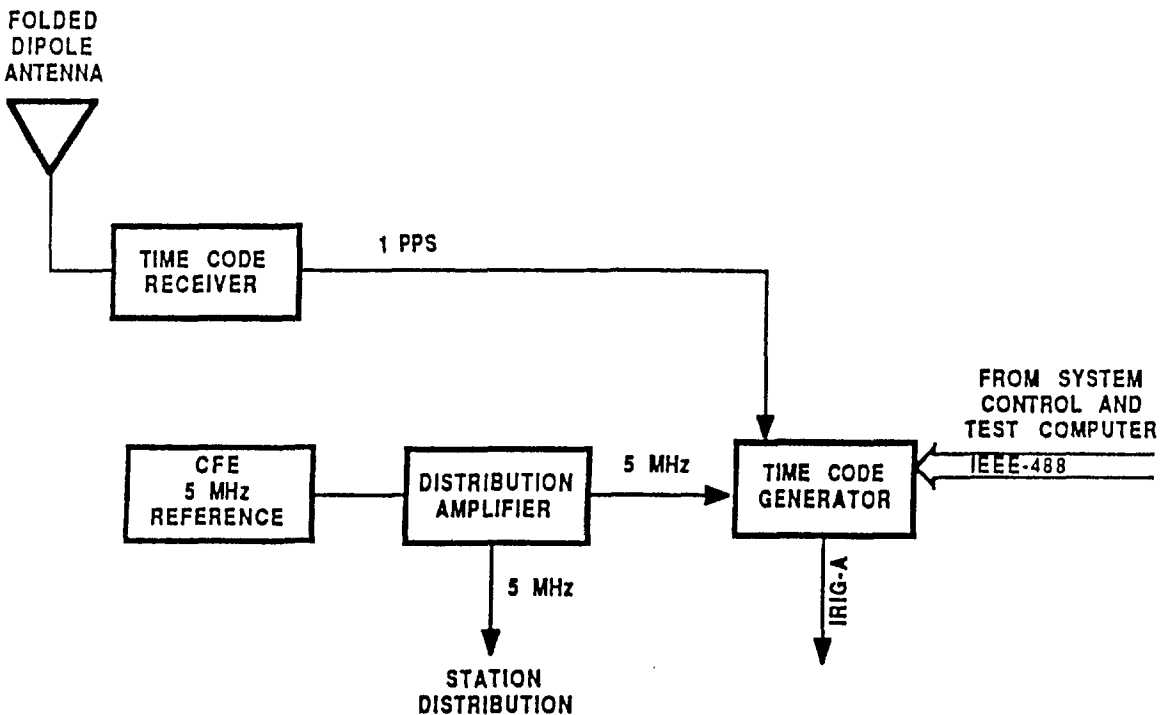 FOLDED
DIPOLE
ANTENNA
TIME CODE
RECEIVER
1 PPS
FROM SYSTEM
CONTROL AND
TEST COMPUTER
IEEE-488
CFE
5 MHz
REFERENCE
DISTRIBUTION
AMPLIFIER
5 MHz
TIME CODE
GENERATOR
5 MHz
IRIG-A
STATION
DISTRIBUTION